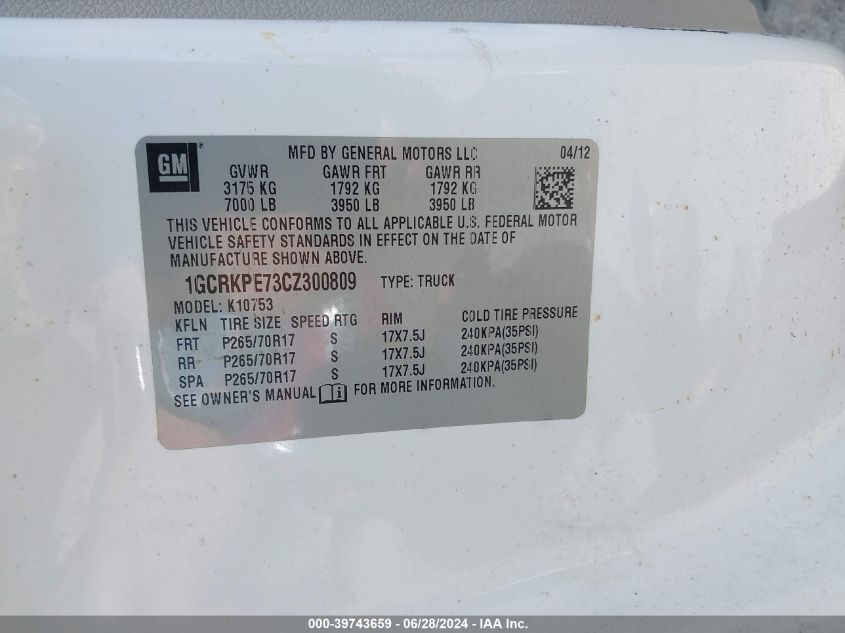 GM
MFD BY GENERAL MOTORS LLC 04/12
GVWR GAWR FRT GAWR RR
3175 KG 1792 KG 1792 KG
7000 LB 3950 LB 3950 LB
THIS VEHICLE CONFORMS TO ALL APPLICABLE U.S. FEDERAL MOTOR
VEHICLE SAFETY STANDARDS IN EFFECT ON THE DATE OF
MANUFACTURE SHOWN ABOVE.
1GCRKPE73CZ300809 TYPE: TRUCK
MODEL: K10753
KFLN TIRE SIZE SPEED RTG RIM COLD TIRE PRESSURE
FRT P265/70R17 S 17X7.5J 240KPA(35PSI)
RR P265/70R17 S 17X7.5J 240KPA(35PSI)
SPA P265/70R17 S 17X7.5J 240KPA(35PSI)
SEE OWNER'S MANUAL i FOR MORE INFORMATION.
000-39743659 - 06/28/2024 - IAA Inc.